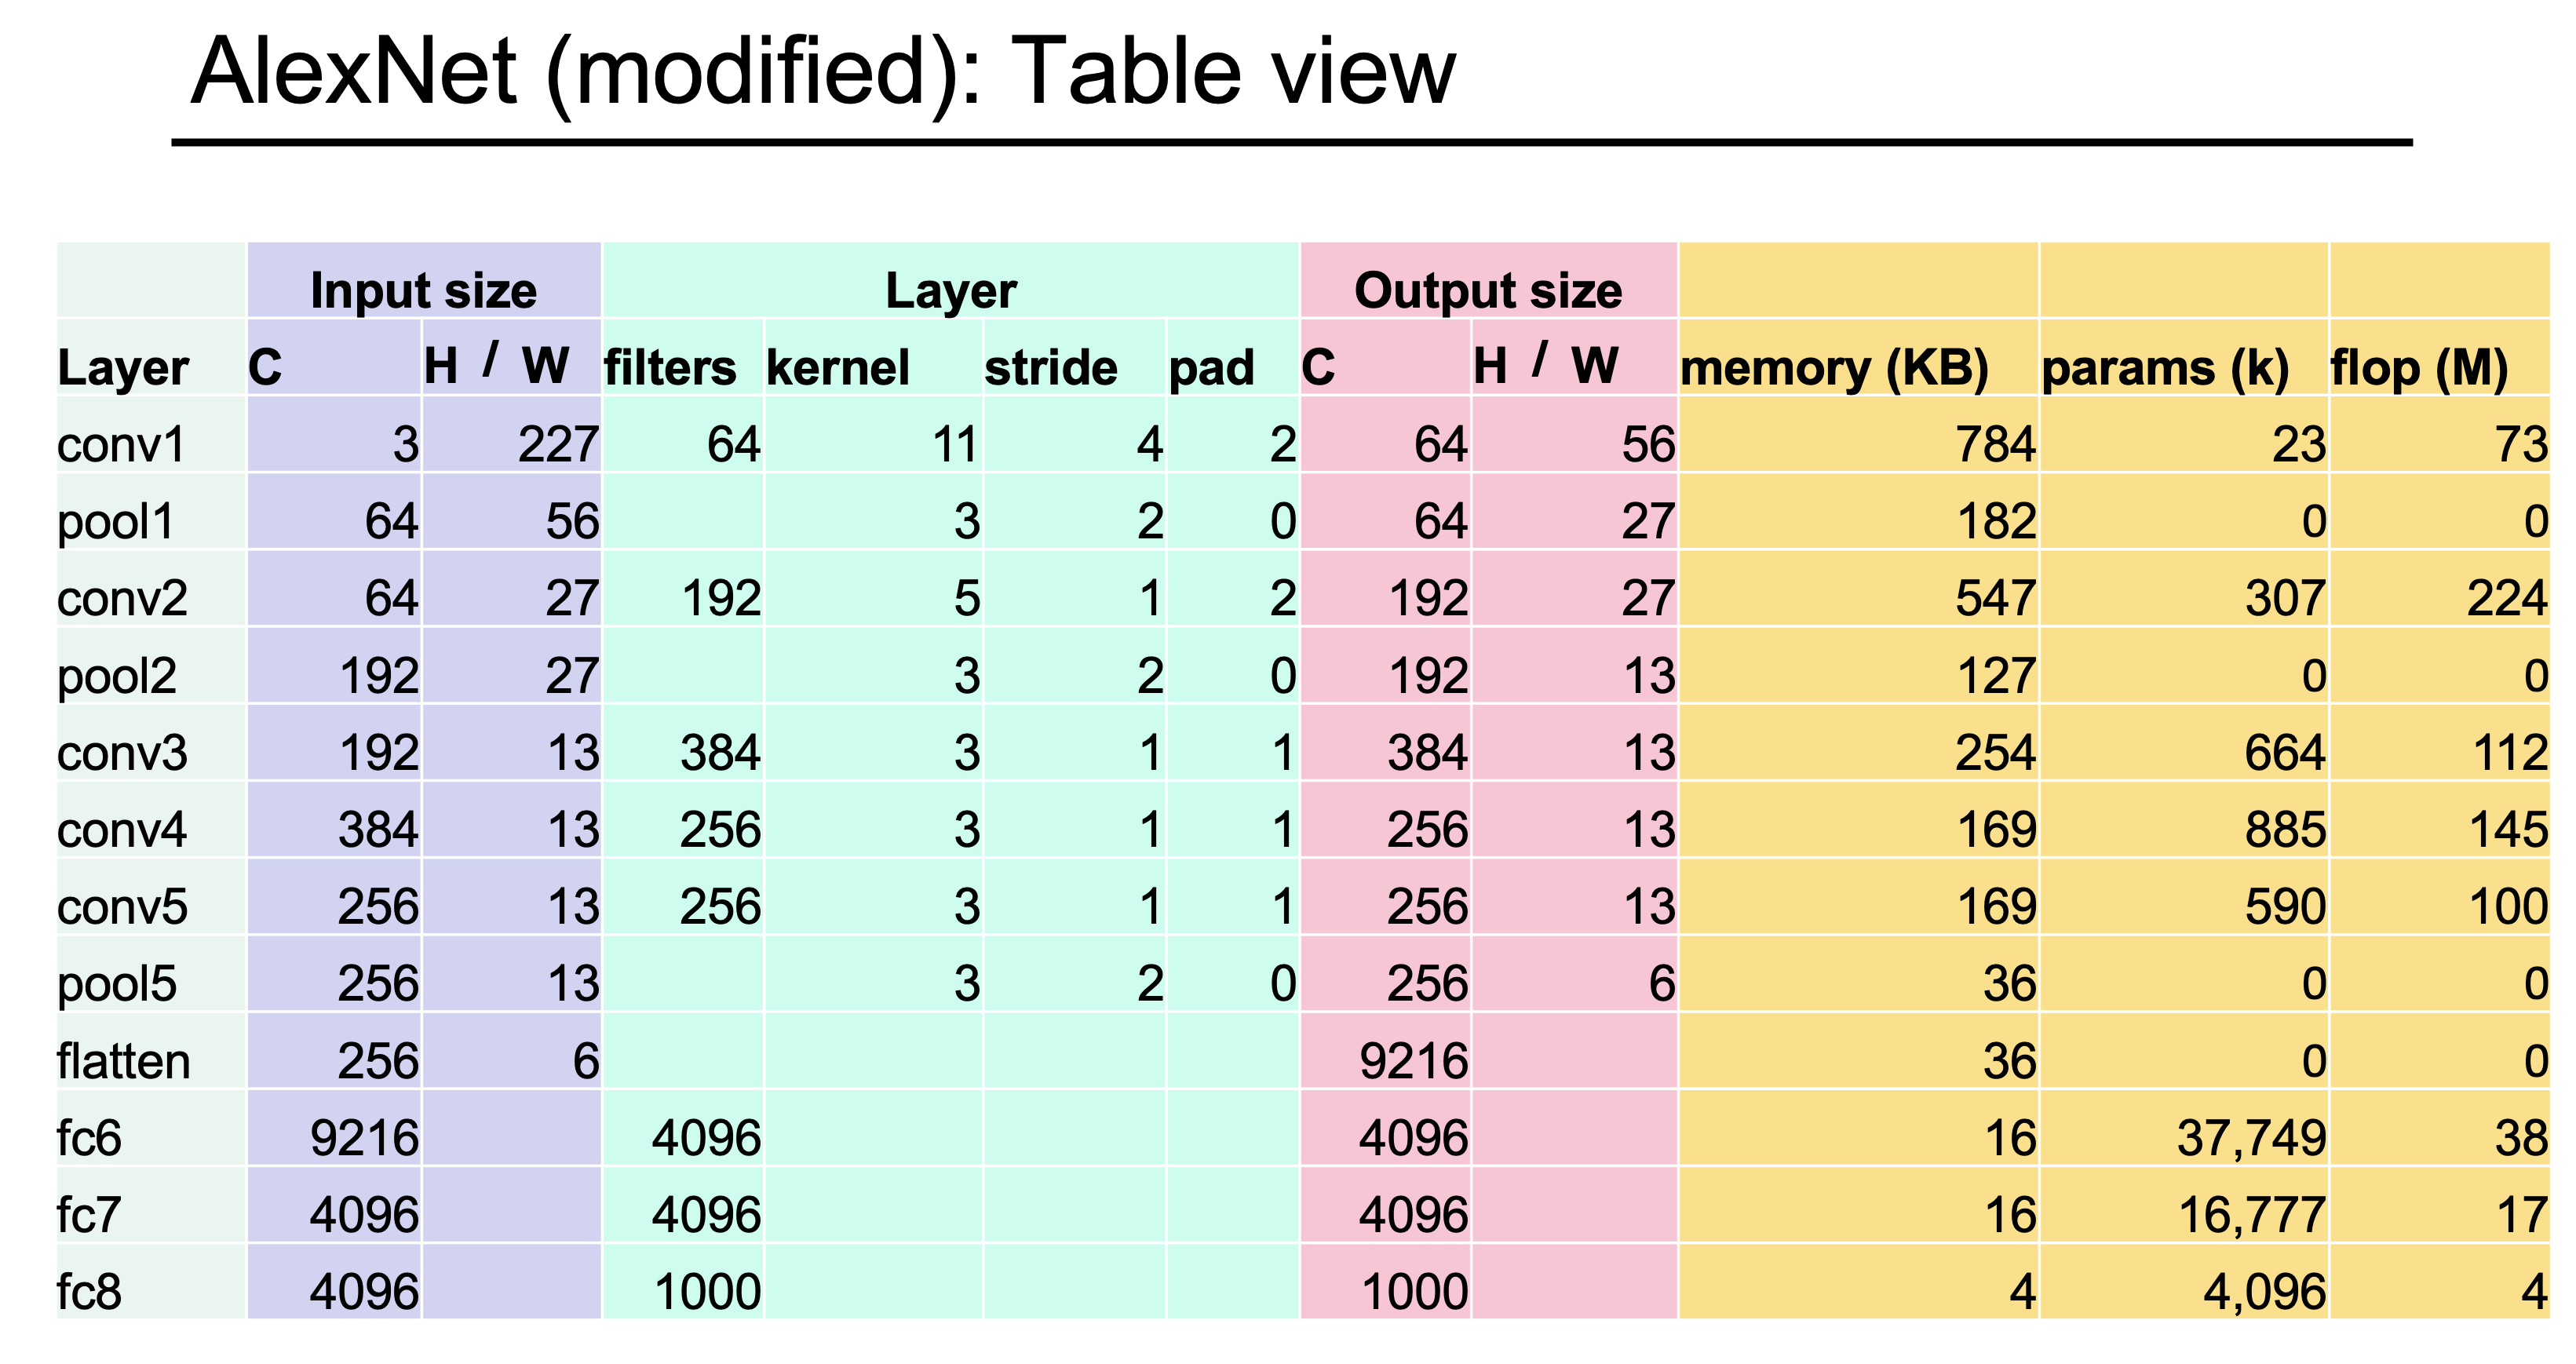 AlexNet (modified): Table view
Input size Layer Output size
Layer C H / W filters kernel stride pad C H / W memory (KB) params (k) flop (M)
conv1 3 227 64 11 4 2 64 56 784 23 73
pool1 64 56 3 2 0 64 27 182 0 0
conv2 64 27 192 5 1 2 192 27 547 307 224
pool2 192 27 3 2 0 192 13 127 0 0
conv3 192 13 384 3 1 1 384 13 254 664 112
conv4 384 13 256 3 1 1 256 13 169 885 145
conv5 256 13 256 3 1 1 256 13 169 590 100
pool5 256 13 3 2 0 256 6 36 0 0
flatten 256 6 9216 36 0 0
fc6 9216 4096 4096 16 37,749 38
fc7 4096 4096 4096 16 16,777 17
fc8 4096 1000 1000 4 4,096 4